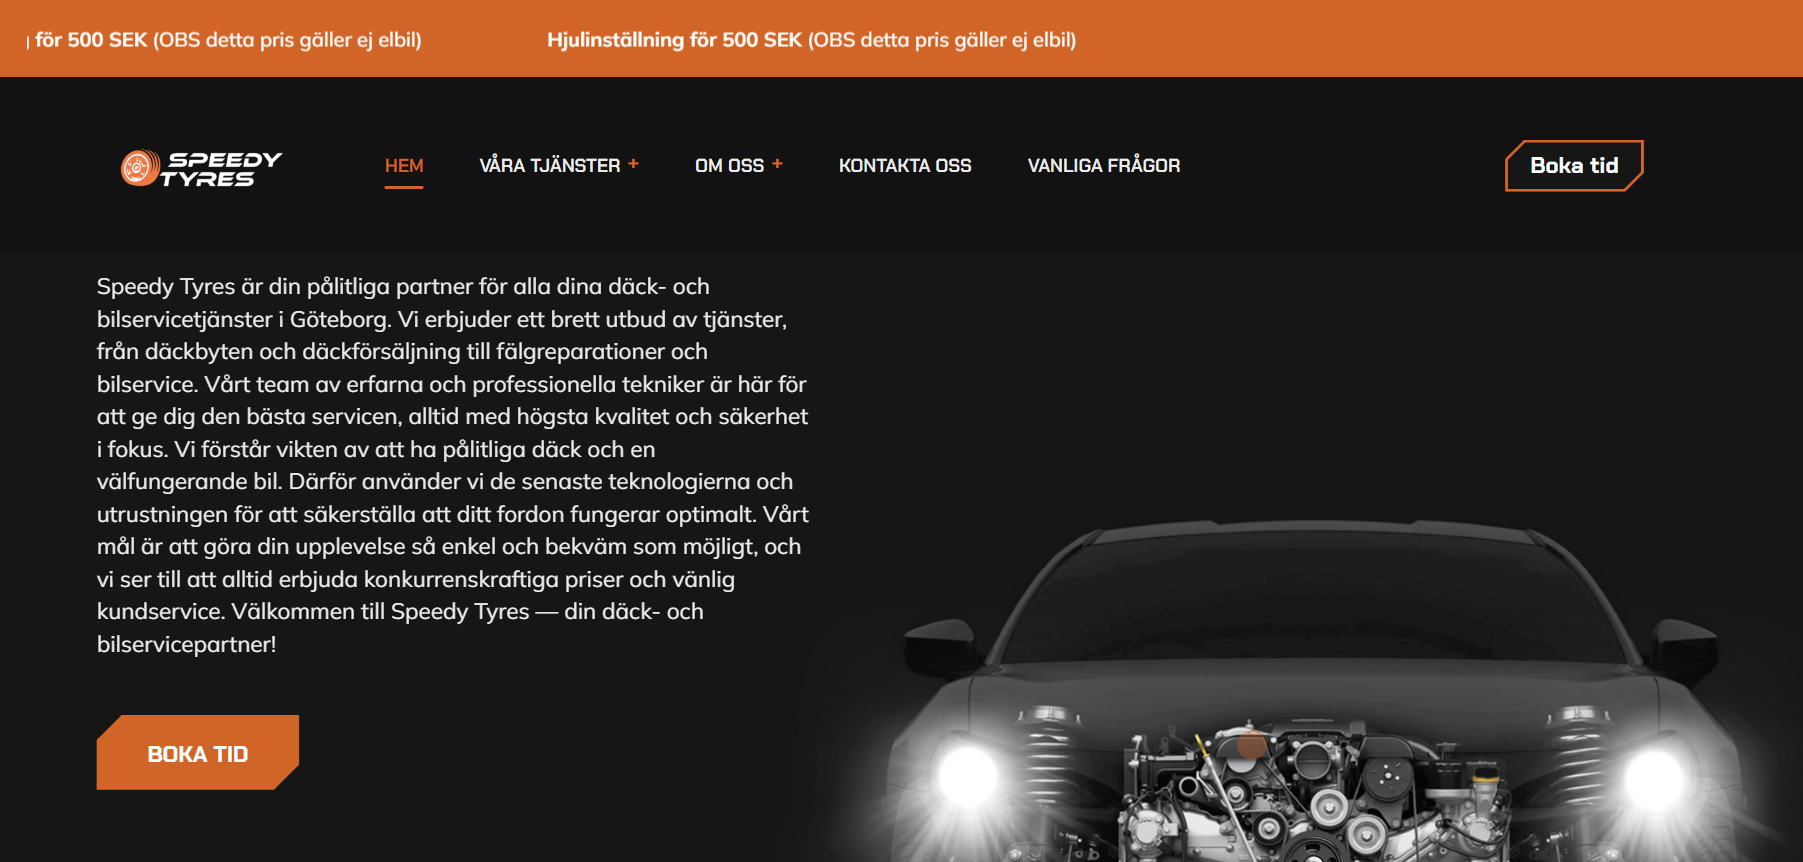 för 500 SEK (OBS detta pris gäller ej elbil)
Hjulinställning för 500 SEK (OBS detta pris gäller ej elbil)
SPEEDY
TYRES
HEM
VÅRA TJÄNSTER +
OM OSS +
KONTAKTA OSS
VANLIGA FRÅGOR
Boka tid
Speedy Tyres är din pålitliga partner för alla dina däck- och
bilservicetjänster i Göteborg. Vi erbjuder ett brett utbud av tjänster,
från däckbyten och däckförsäljning till fälgreparationer och
bilservice. Vårt team av erfarna och professionella tekniker är här för
att ge dig den bästa servicen, alltid med högsta kvalitet och säkerhet
i fokus. Vi förstår vikten av att ha pålitliga däck och en
välfungerande bil. Därför använder vi de senaste teknologierna och
utrustningen för att säkerställa att ditt fordon fungerar optimalt. Vårt
mål är att göra din upplevelse så enkel och bekväm som möjligt, och
vi ser till att alltid erbjuda konkurrenskraftiga priser och vänlig
kundservice. Välkommen till Speedy Tyres — din däck- och
bilservicepartner!
BOKA TID